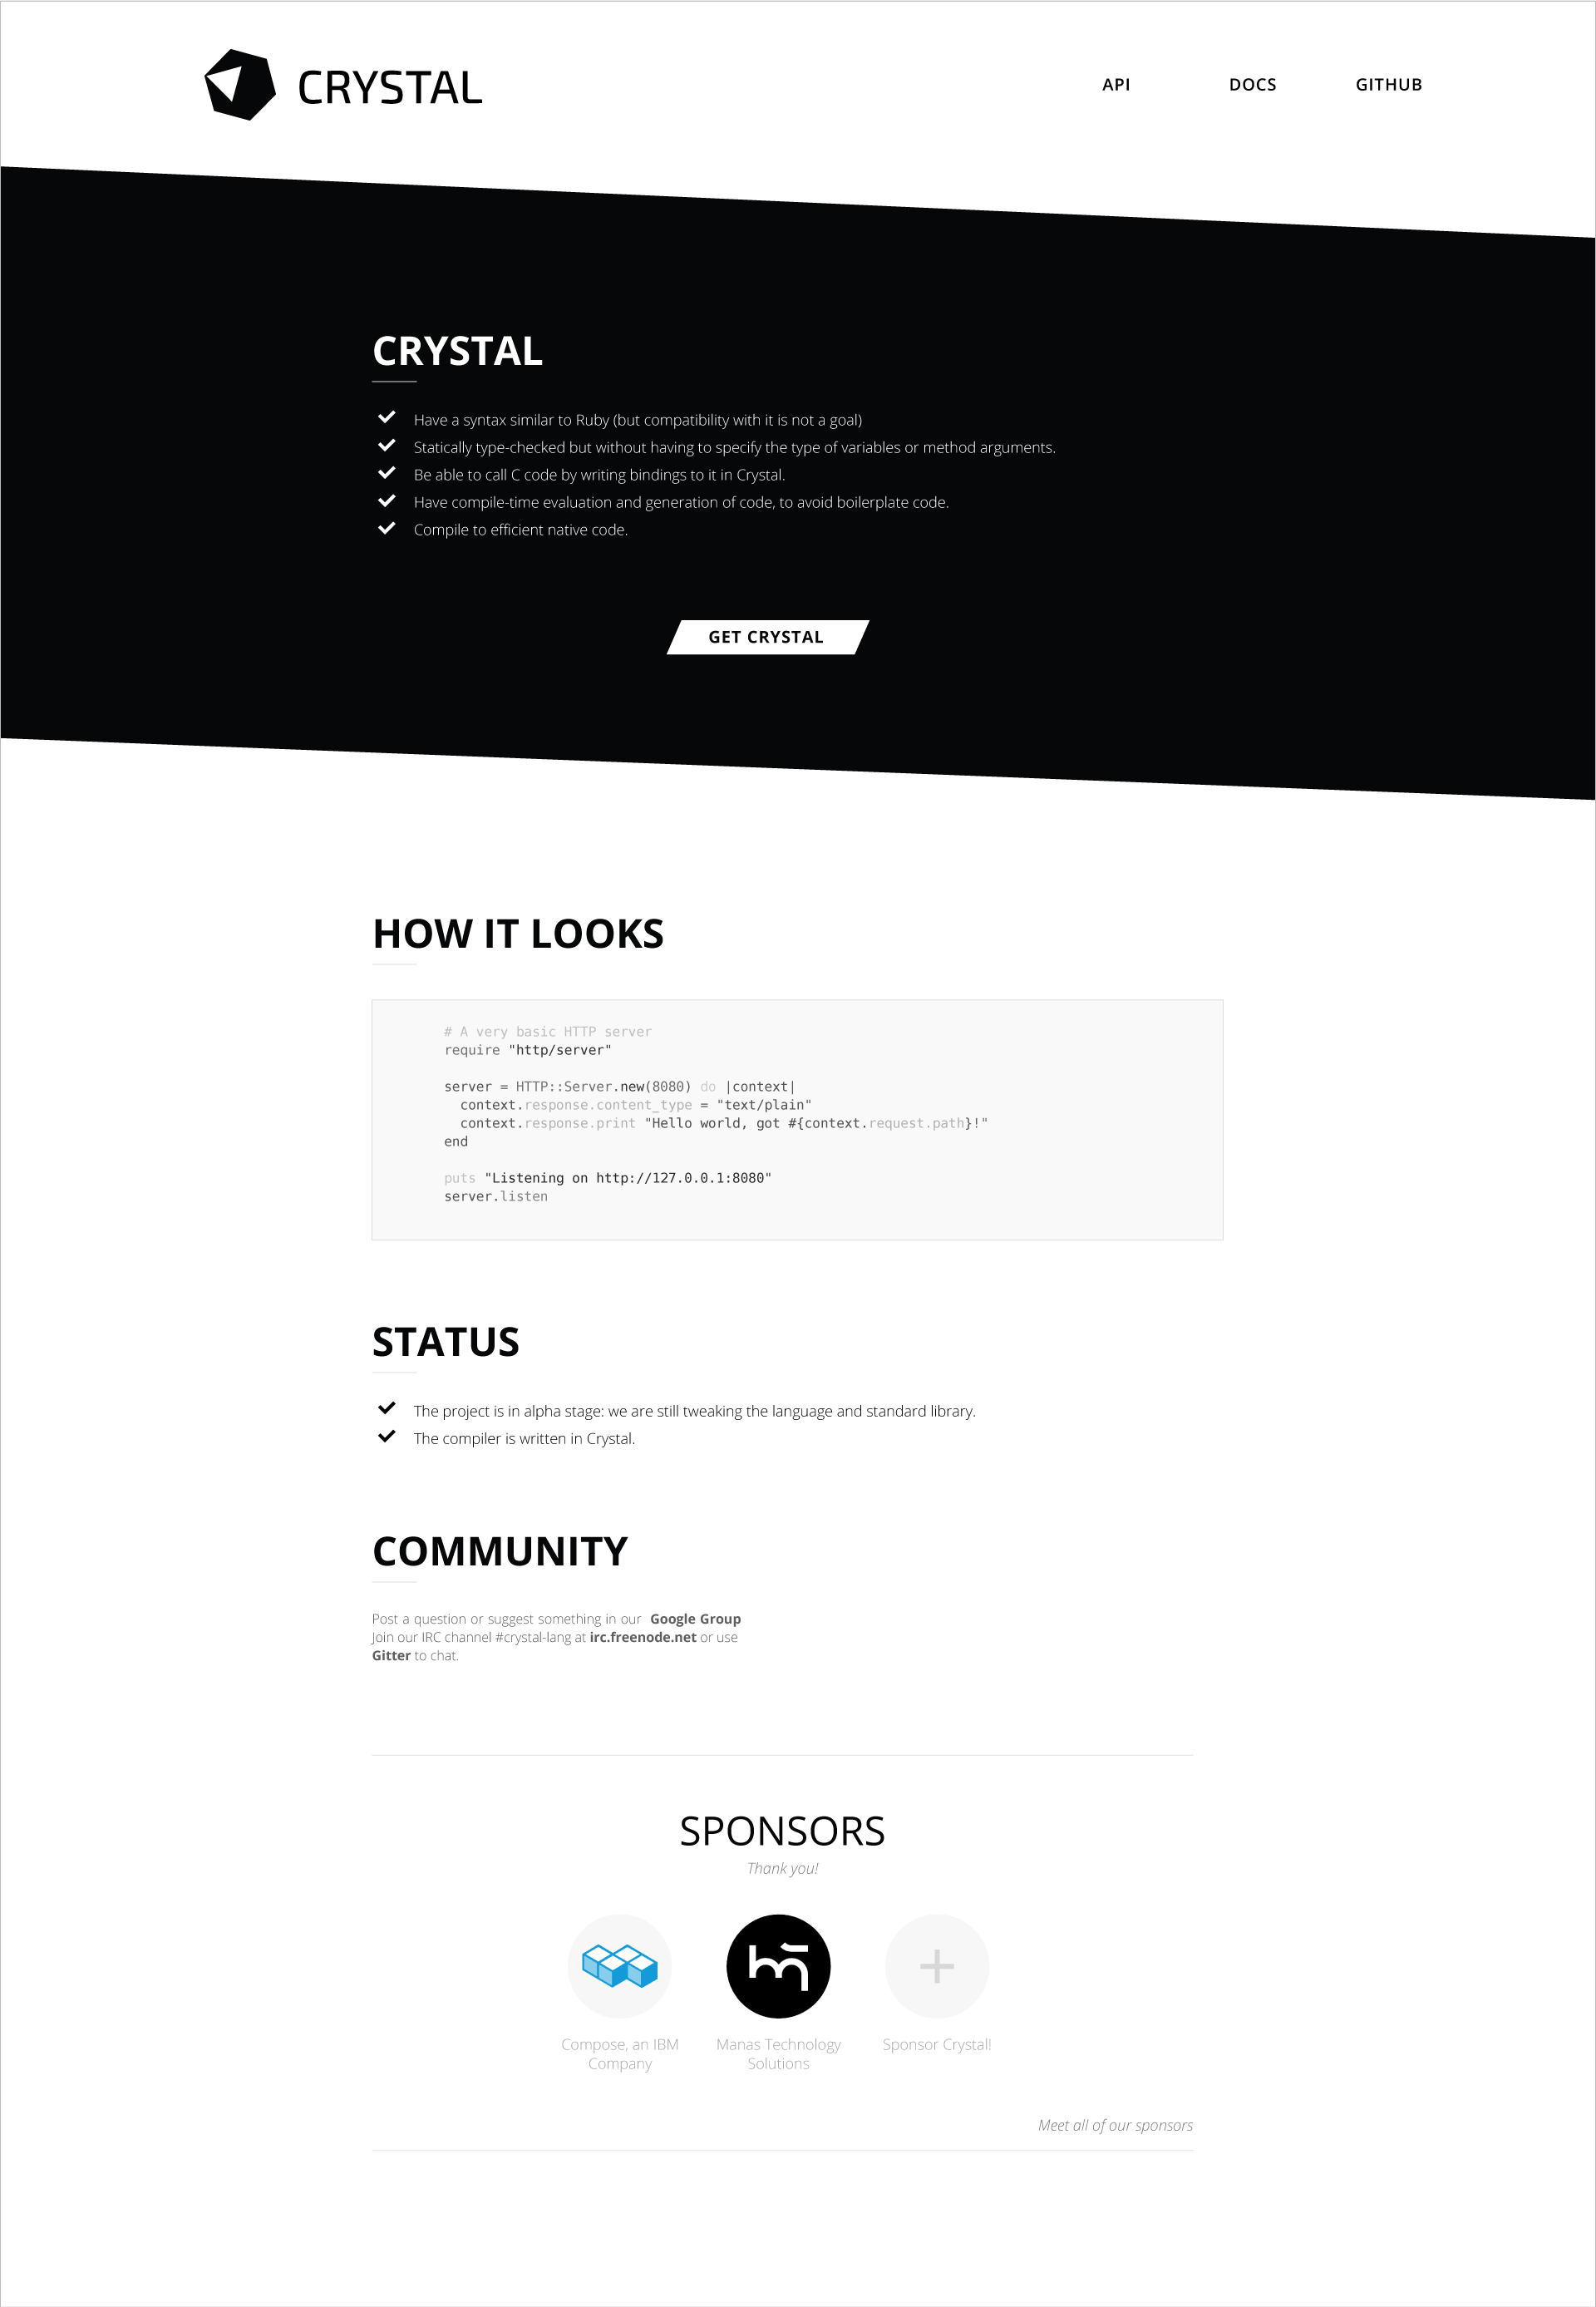 CRYSTAL
API DOCS GITHUB
CRYSTAL
Have a syntax similar to Ruby (but compatibility with it is not a goal)
Statically type-checked but without having to specify the type of variables or method arguments.
Be able to call C code by writing bindings to it in Crystal.
Have compile-time evaluation and generation of code, to avoid boilerplate code.
Compile to efficient native code.
GET CRYSTAL
HOW IT LOOKS
# A very basic HTTP server
require "http/server"
server = HTTP::Server.new(8080) do |context|
  context.response.content_type = "text/plain"
  context.response.print "Hello world, got #{context.request.path}!"
end
puts "Listening on http://127.0.0.1:8080"
server.listen
STATUS
The project is in alpha stage: we are still tweaking the language and standard library.
The compiler is written in Crystal.
COMMUNITY
Post a question or suggest something in our Google Group
Join our IRC channel #crystal-lang at irc.freenode.net or use
Gitter to chat.
SPONSORS
Thank you!
Compose, an IBM
Company
Manas Technology
Solutions
Sponsor Crystal!
Meet all of our sponsors